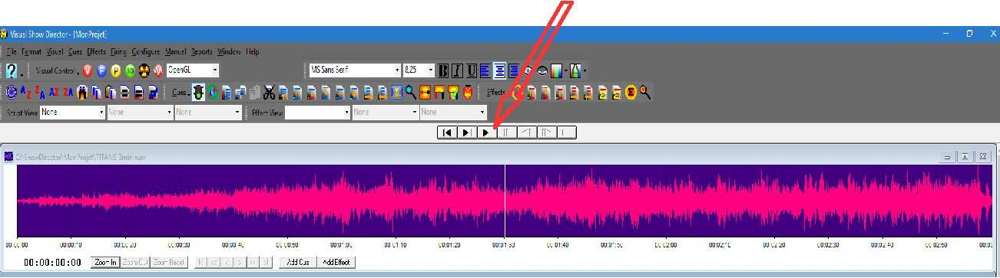 Visual Show Director - [MonProjet]
File Format Visual Cues Effects Firing Configure Manual Reports Window Help
? Visual Control V F P 3D OpenGL MS Sans Serif 8,25 B I U
A Z Z A AZ ZA Cues Effects
Script View None None None Effect View None None
C:\ShowDirector\MonProjet\TITANS 3min.wav
00:00:00 00:00:10 00:00:20 00:00:30 00:00:40 00:00:50 00:01:00 00:01:10 00:01:20 00:01:30 00:01:40 00:01:50 00:02:00 00:02:10 00:02:20 00:02:30 00:02:40 00:02:50 00:03
00:00:00:00 Zoom In Zoom Out Zoom Reset Add Cue Add Effect